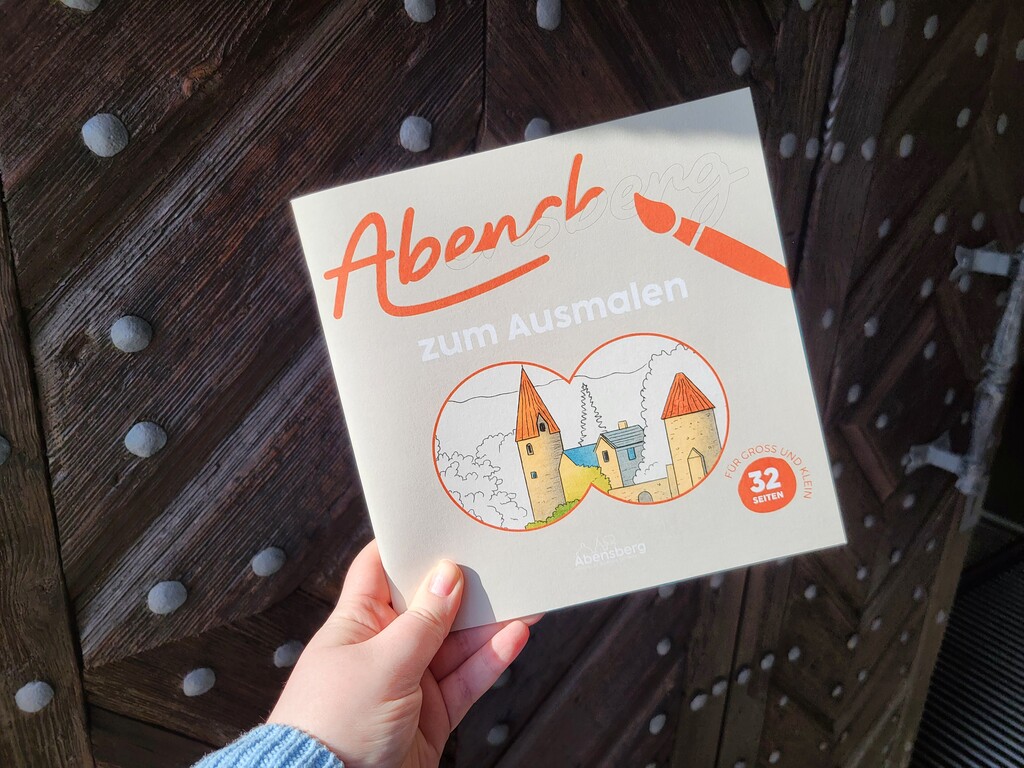 Abensberg
zum Ausmalen
FÜR GROSS UND KLEIN
32
SEITEN
Abensberg